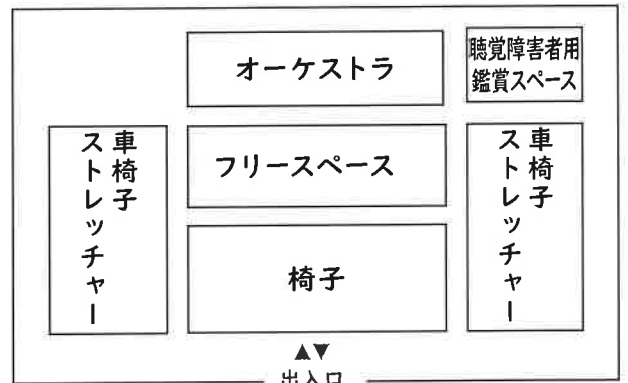 オーケストラ
聴覚障害者用
鑑賞スペース
車椅子
ストレッチャー
フリースペース
車椅子
ストレッチャー
椅子
▲▼
出入口